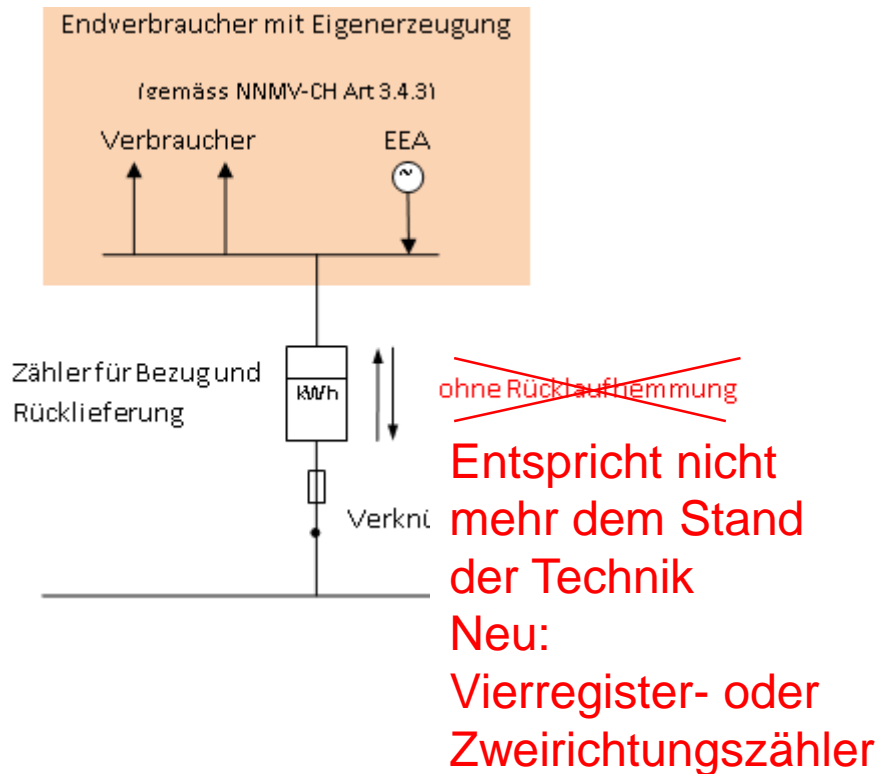 Endverbraucher mit Eigenerzeugung
(gemäss NNMV-CH Art 3.4.3)
Verbraucher
EEA
~
Zähler für Bezug und
Rücklieferung
kWh
ohne Rücklaufhemmung
Verknü
Entspricht nicht
mehr dem Stand
der Technik
Neu:
Vierregister- oder
Zweirichtungszähler